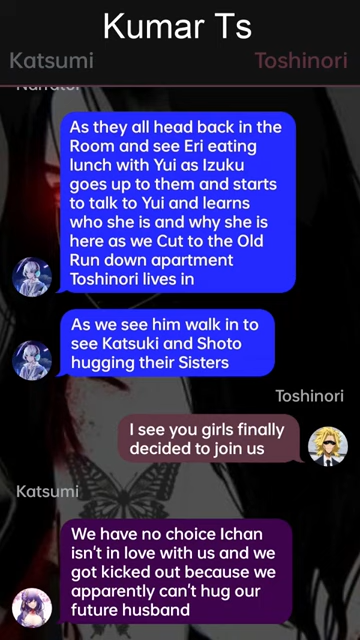 Kumar Ts
Katsumi
Toshinori
Narrator
As they all head back in the
Room and see Eri eating
lunch with Yui as Izuku
goes up to them and starts
to talk to Yui and learns
who she is and why she is
here as we Cut to the Old
Run down apartment
Toshinori lives in
As we see him walk in to
see Katsuki and Shoto
hugging their Sisters
Toshinori
I see you girls finally
decided to join us
Katsumi
We have no choice Ichan
isn't in love with us and we
got kicked out because we
apparently can't hug our
future husband